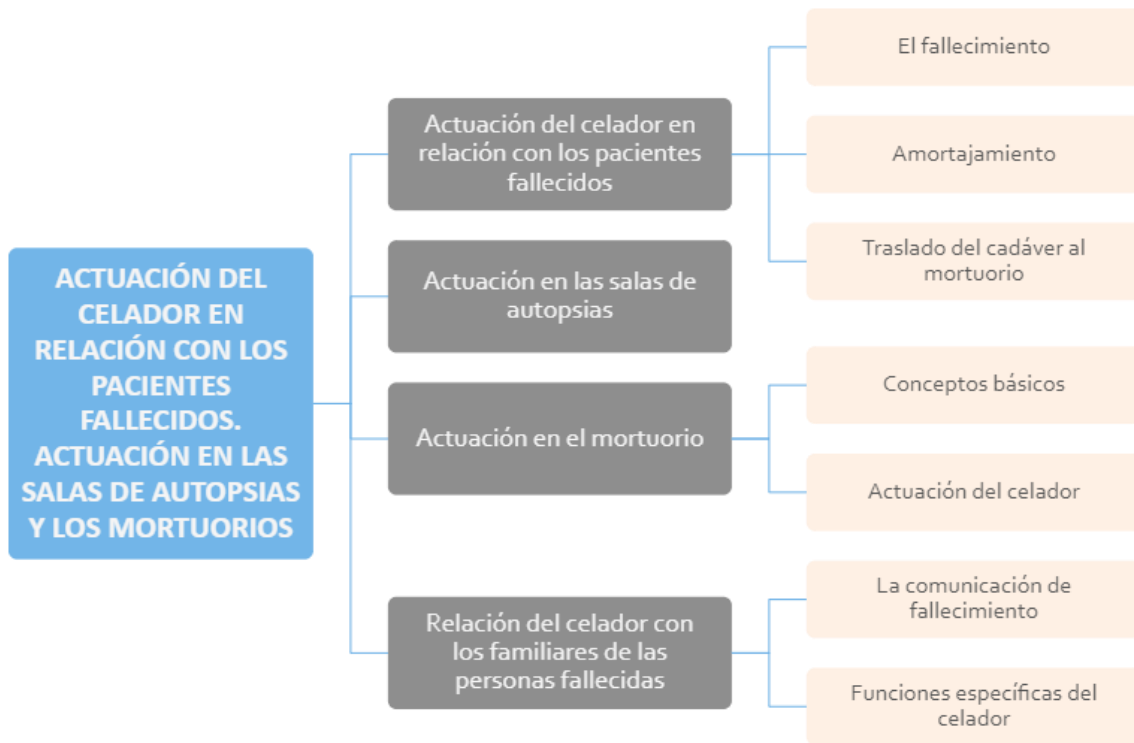 ACTUACIÓN DEL
CELADOR EN
RELACIÓN CON LOS
PACIENTES
FALLECIDOS.
ACTUACIÓN EN LAS
SALAS DE AUTOPSIAS
Y LOS MORTUORIOS
Actuación del celador en
relación con los pacientes
fallecidos
El fallecimiento
Amortajamiento
Traslado del cadáver al
mortuorio
Actuación en las salas de
autopsias
Actuación en el mortuorio
Conceptos básicos
Actuación del celador
Relación del celador con
los familiares de las
personas fallecidas
La comunicación de
fallecimiento
Funciones específicas del
celador